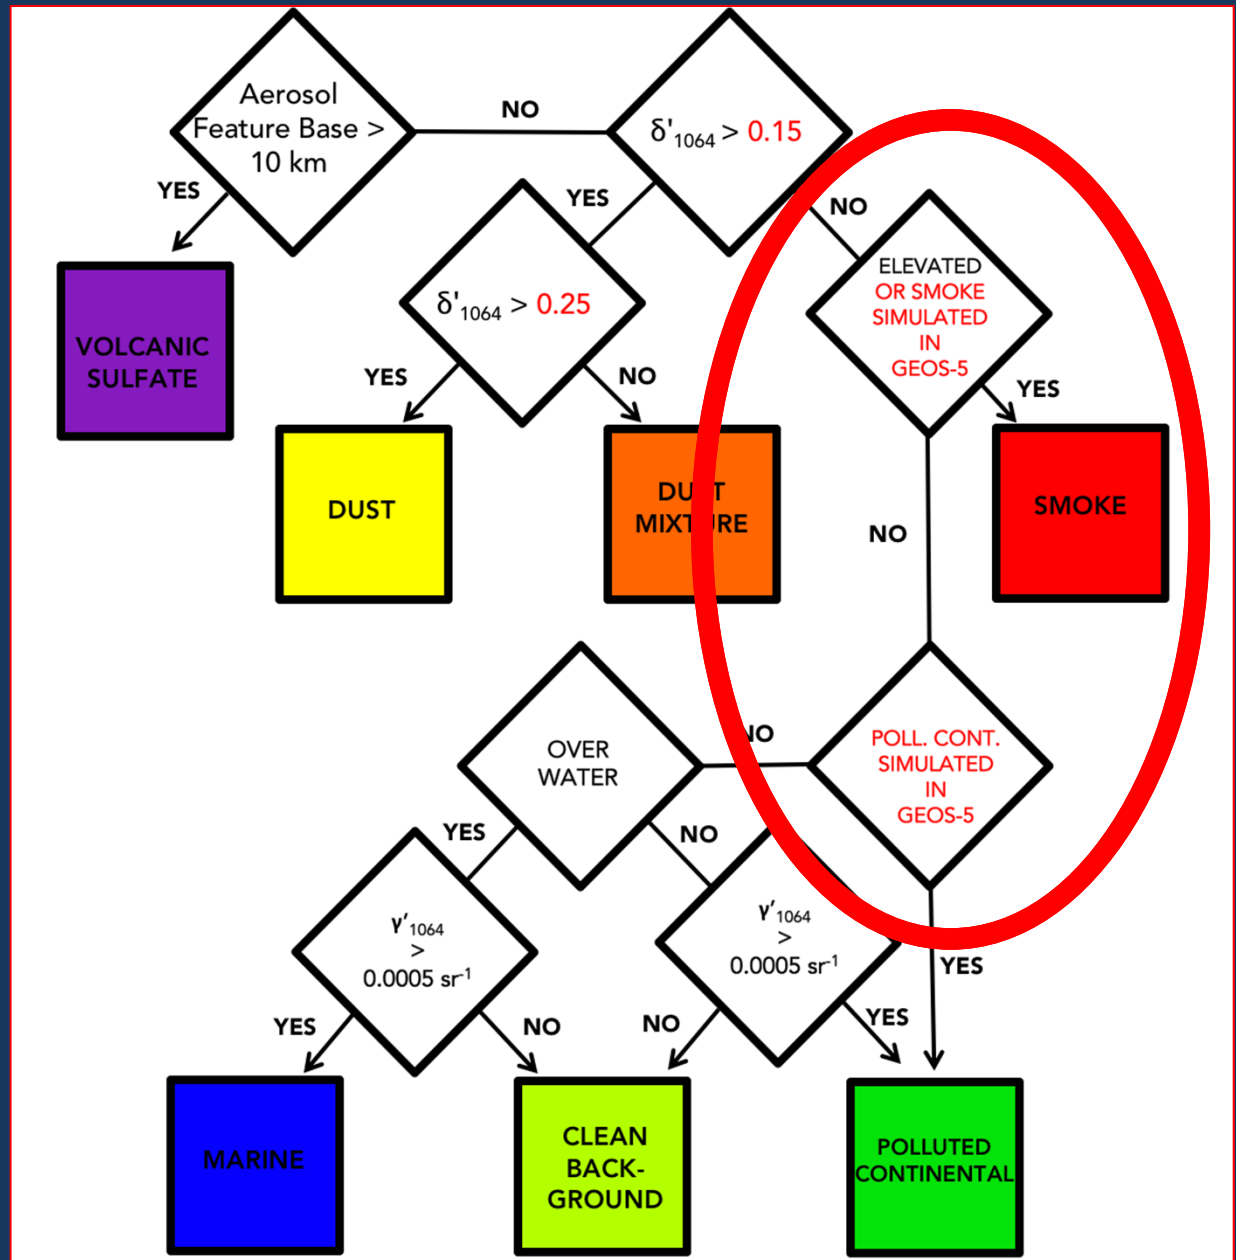 Aerosol
Feature Base >
10 km
NO
δ'1064 > 0.15
YES
YES
NO
δ'1064 > 0.25
ELEVATED
OR SMOKE
SIMULATED
IN
GEOS-5
VOLCANIC
SULFATE
YES
NO
YES
DUST
DUST
MIXTURE
SMOKE
NO
OVER
WATER
NO
POLL. CONT.
SIMULATED
IN
GEOS-5
YES
NO
γ'1064
>
0.0005 sr-1
γ'1064
>
0.0005 sr-1
YES
YES
NO
NO
YES
MARINE
CLEAN
BACK-
GROUND
POLLUTED
CONTINENTAL